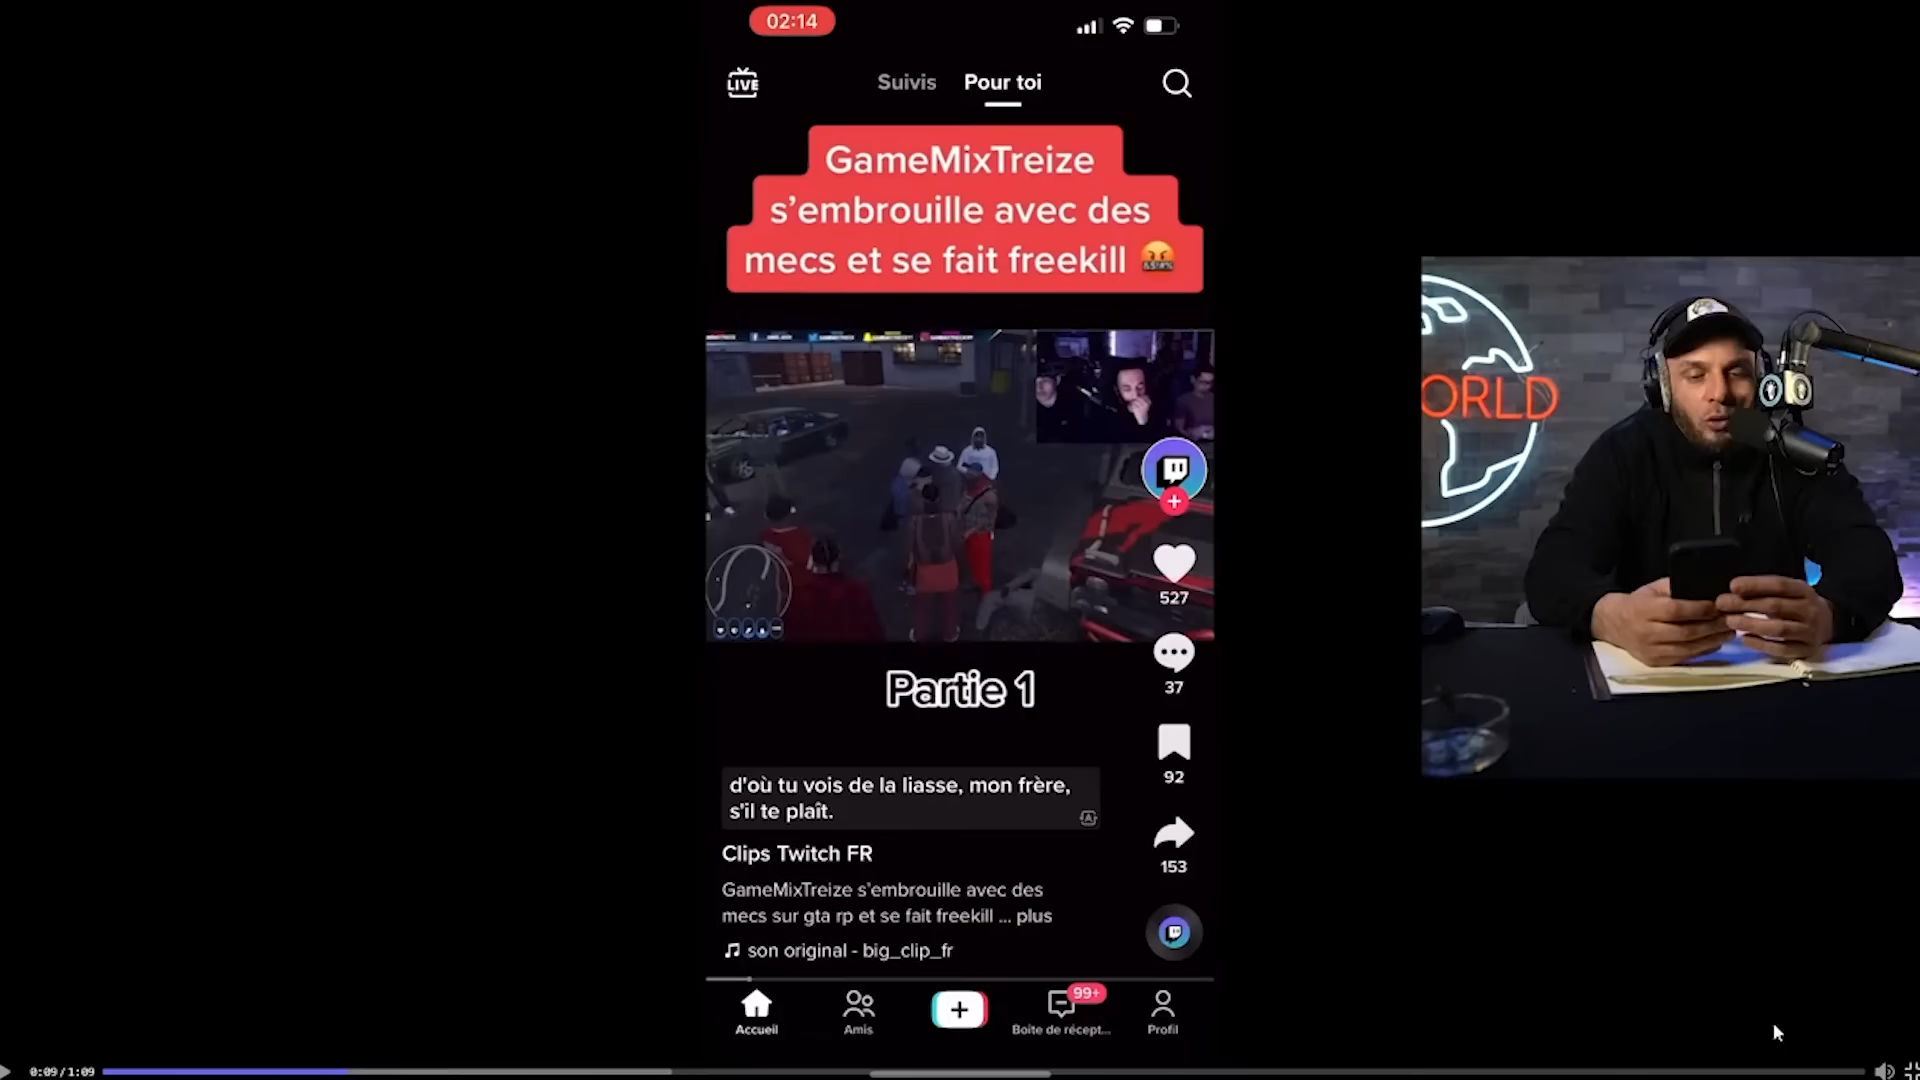 02:14
LIVE
Suivis Pour toi
GameMixTreize
s'embrouille avec des
mecs et se fait freekill 🤬
ORLD
527
37
Partie 1
92
d'où tu vois de la liasse, mon frère,
s'il te plaît.
153
Clips Twitch FR
GameMixTreize s'embrouille avec des
mecs sur gta rp et se fait freekill ... plus
son original - big_clip_fr
99+
Accueil Amis Boite de récept... Profil
0:09/1:09